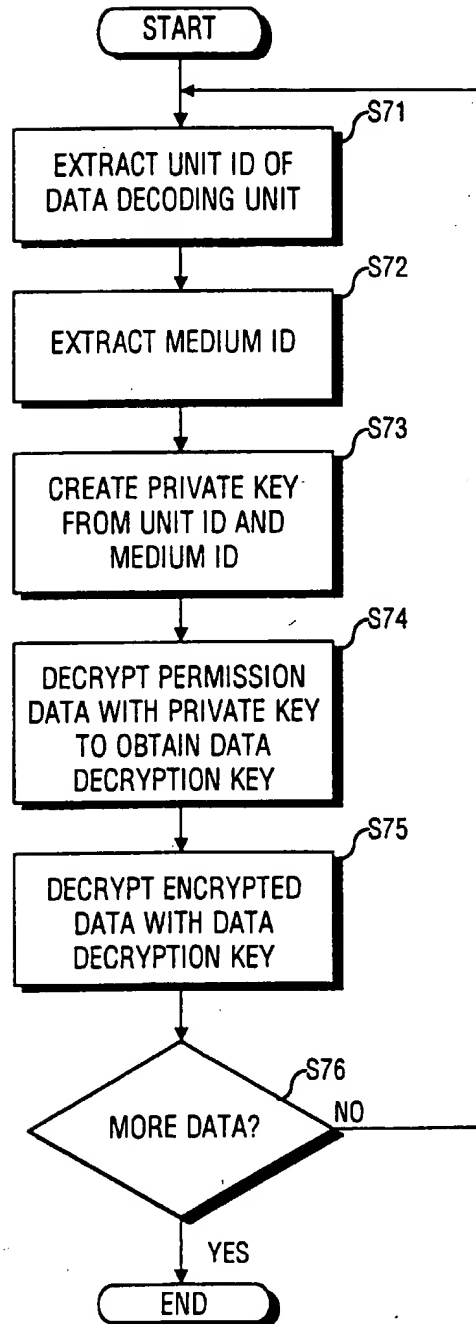 START
S71
EXTRACT UNIT ID OF
DATA DECODING UNIT
S72
EXTRACT MEDIUM ID
S73
CREATE PRIVATE KEY
FROM UNIT ID AND
MEDIUM ID
S74
DECRYPT PERMISSION
DATA WITH PRIVATE KEY
TO OBTAIN DATA
DECRYPTION KEY
S75
DECRYPT ENCRYPTED
DATA WITH DATA
DECRYPTION KEY
S76
MORE DATA?
NO
YES
END